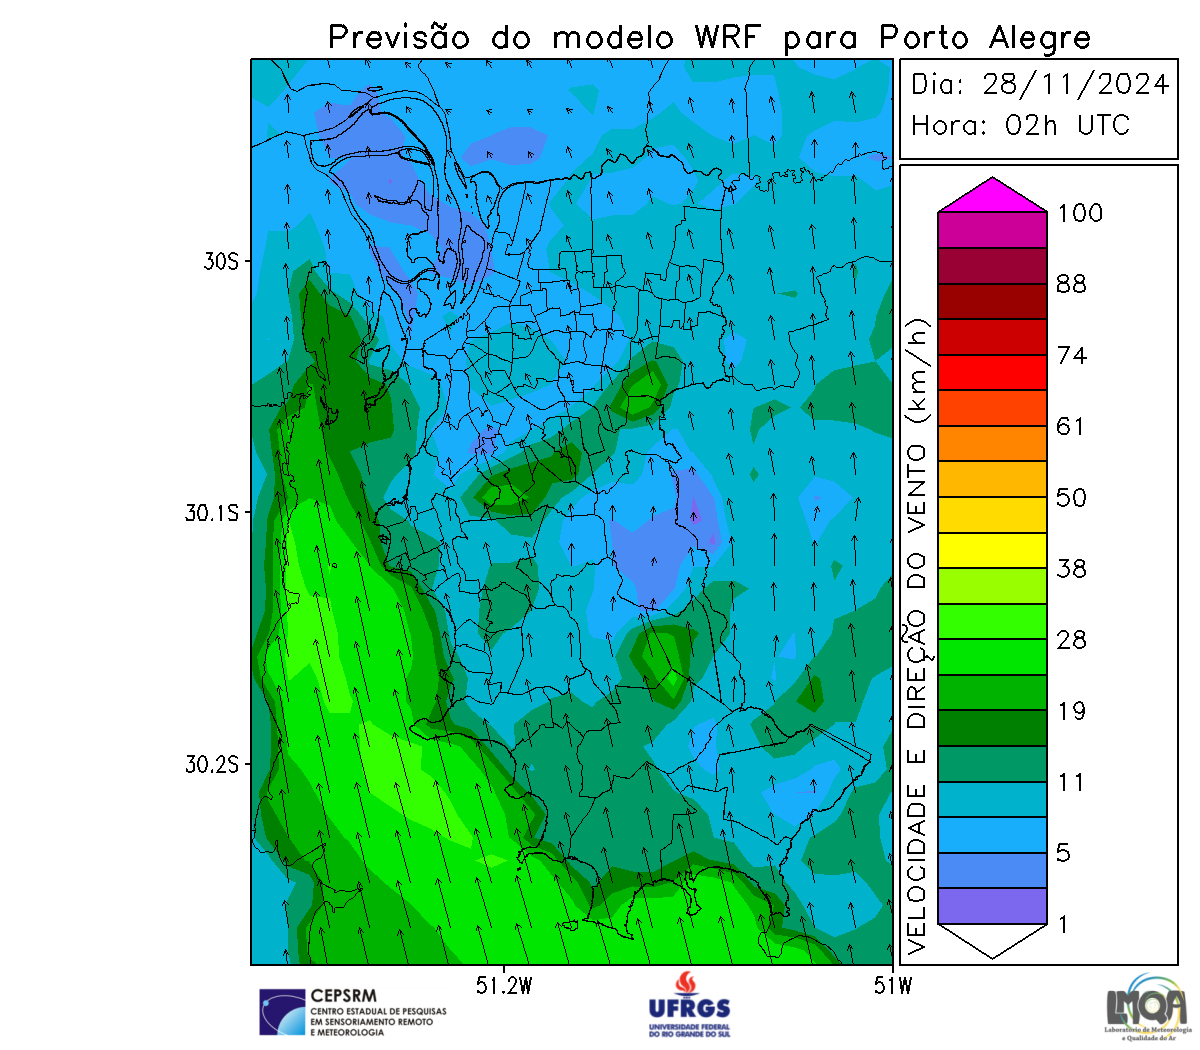 Previsão do modelo WRF para Porto Alegre
Dia: 28/11/2024
Hora: 02h UTC
30S
30.1S
30.2S
51.2W
51W
VELOCIDADE E DIREÇÃO DO VENTO (km/h)
100
88
74
61
50
38
28
19
11
5
1
CEPSRM
CENTRO ESTADUAL DE PESQUISAS
EM SENSORIAMENTO REMOTO
E METEOROLOGIA
UFRGS
UNIVERSIDADE FEDERAL
DO RIO GRANDE DO SUL
LMQA
Laboratório de Meteorologia
e Qualidade do Ar